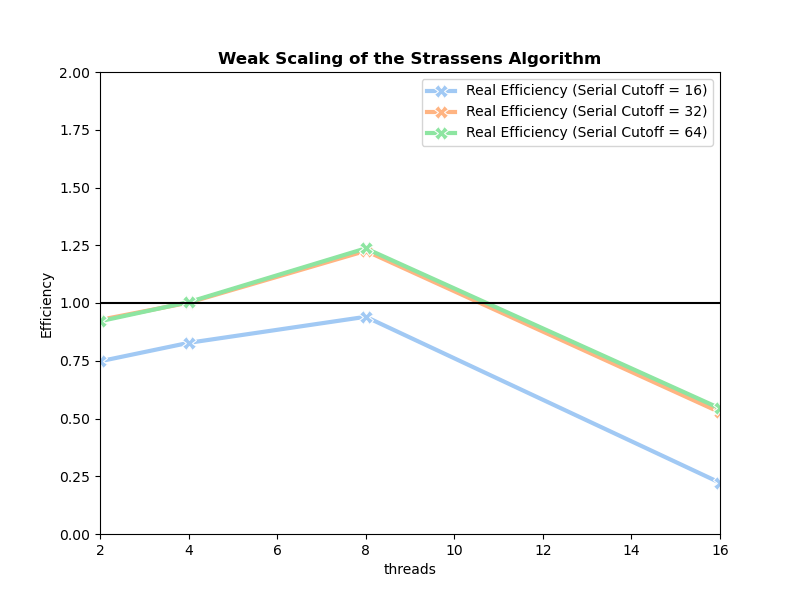 Weak Scaling of the Strassens Algorithm
2.00
1.75
1.50
1.25
1.00
0.75
0.50
0.25
0.00
Efficiency
Real Efficiency (Serial Cutoff = 16)
Real Efficiency (Serial Cutoff = 32)
Real Efficiency (Serial Cutoff = 64)
2 4 6 8 10 12 14 16
threads